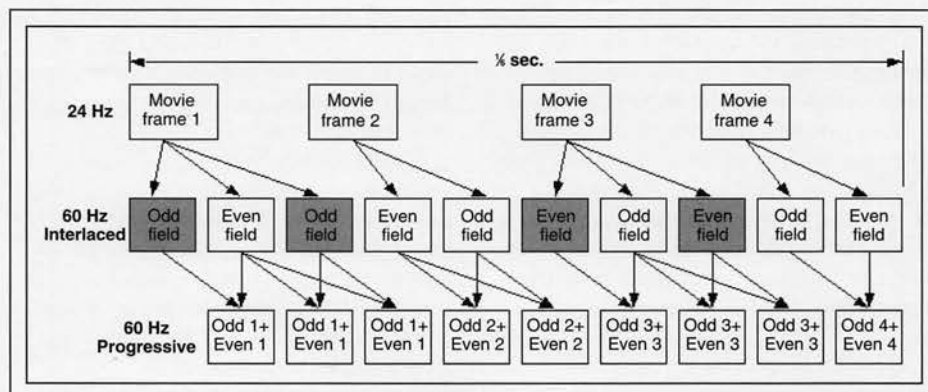 ⅙ sec.
24 Hz
Movie
frame 1
Movie
frame 2
Movie
frame 3
Movie
frame 4
60 Hz
Interlaced
Odd
field
Even
field
Odd
field
Even
field
Odd
field
Even
field
Odd
field
Even
field
Odd
field
Even
field
60 Hz
Progressive
Odd 1+
Even 1
Odd 1+
Even 1
Odd 1+
Even 1
Odd 2+
Even 2
Odd 2+
Even 2
Odd 3+
Even 3
Odd 3+
Even 3
Odd 3+
Even 3
Odd 4+
Even 4